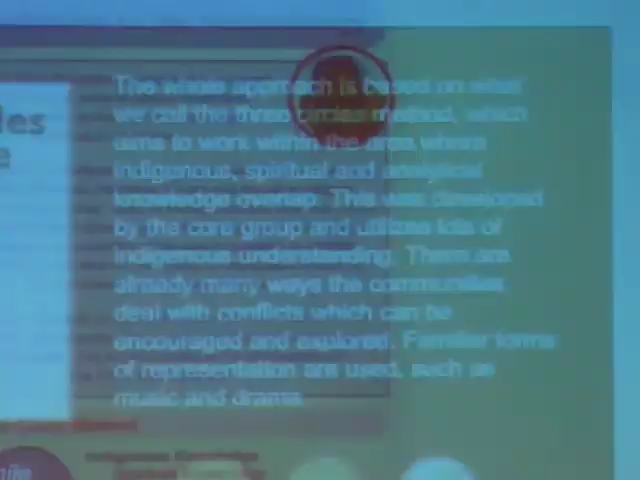 The whole approach is based on what
we call the three circles method, which
aims to work within the area where
indigenous, spiritual and analytical
knowledge overlap. This was developed
by the core group and utilizes lots of
indigenous understanding. There are
already many ways the communities
deal with conflicts which can be
encouraged and explored. Familiar forms
of representation are used, such as
music and drama
les
e